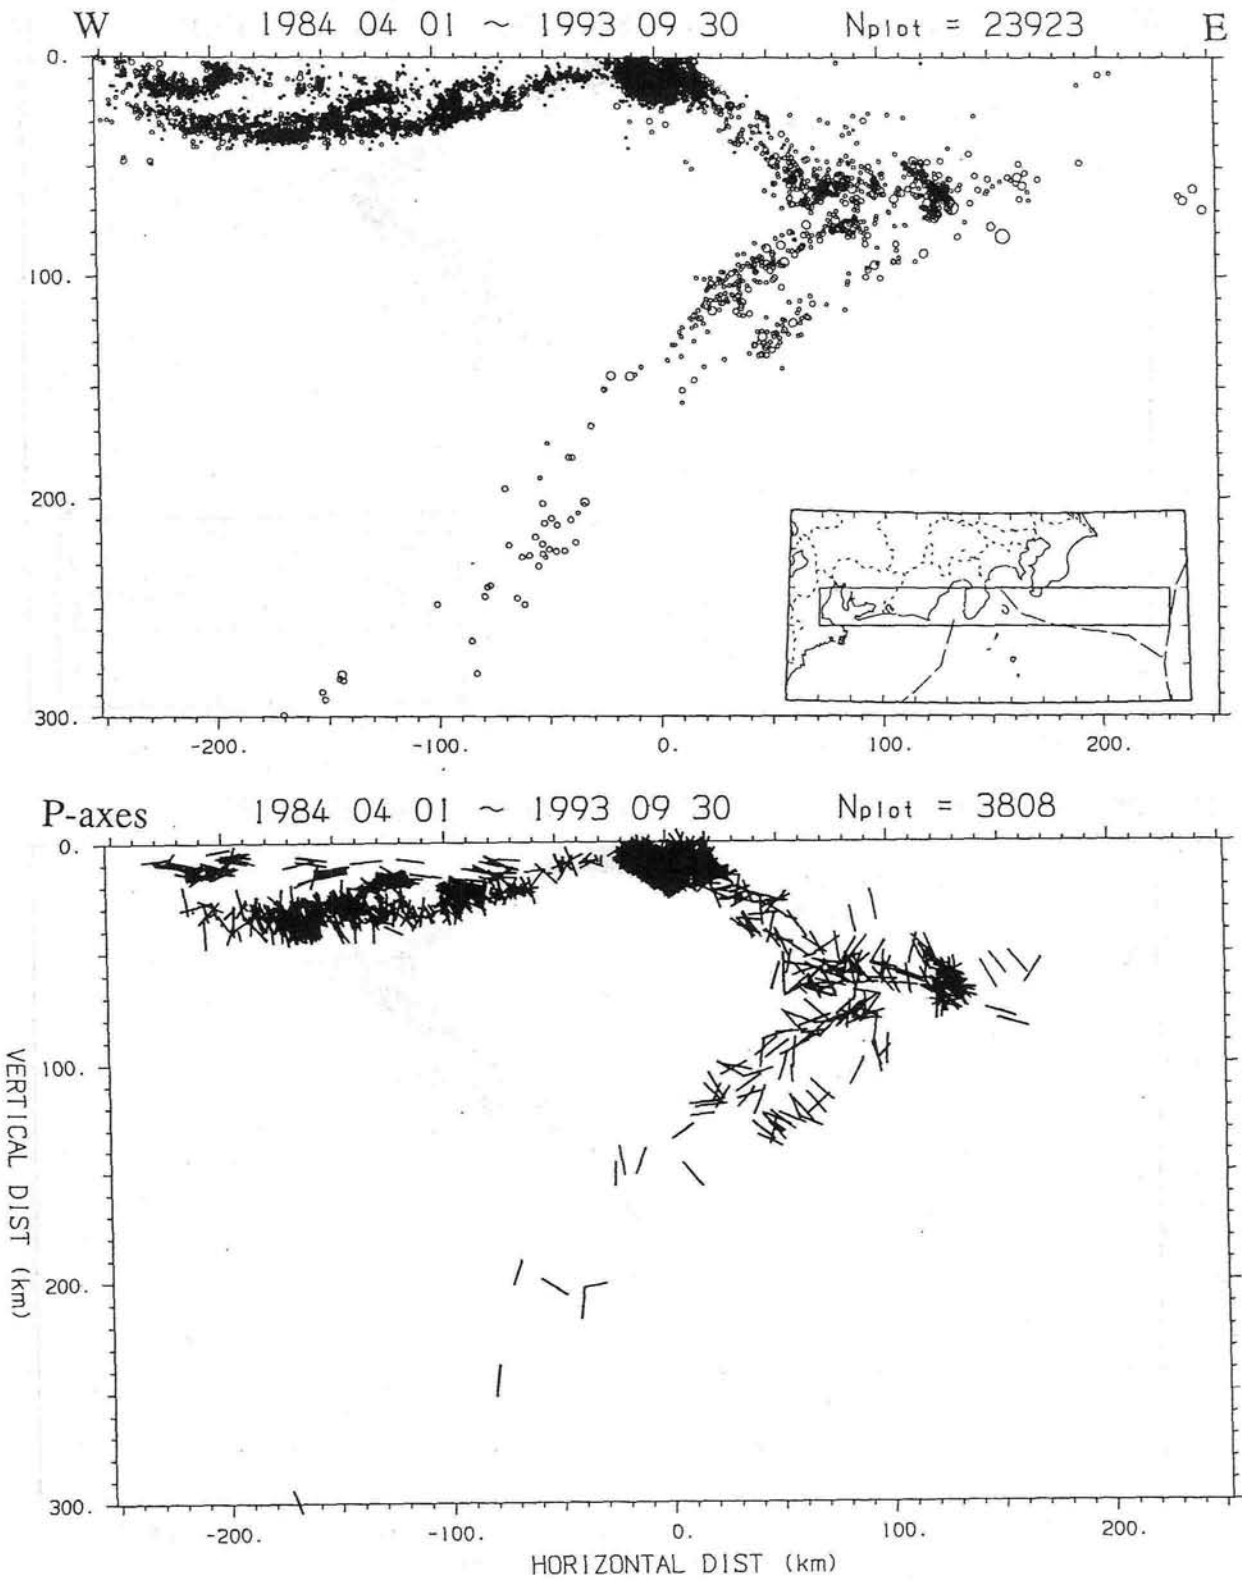 W 1984 04 01 ~ 1993 09 30 Nplot = 23923 E
0.
100.
200.
300.
-200. -100. 0. 100. 200.
P-axes 1984 04 01 ~ 1993 09 30 Nplot = 3808
0.
100.
200.
300.
VERTICAL DIST (km)
-200. -100. 0. 100. 200.
HORIZONTAL DIST (km)